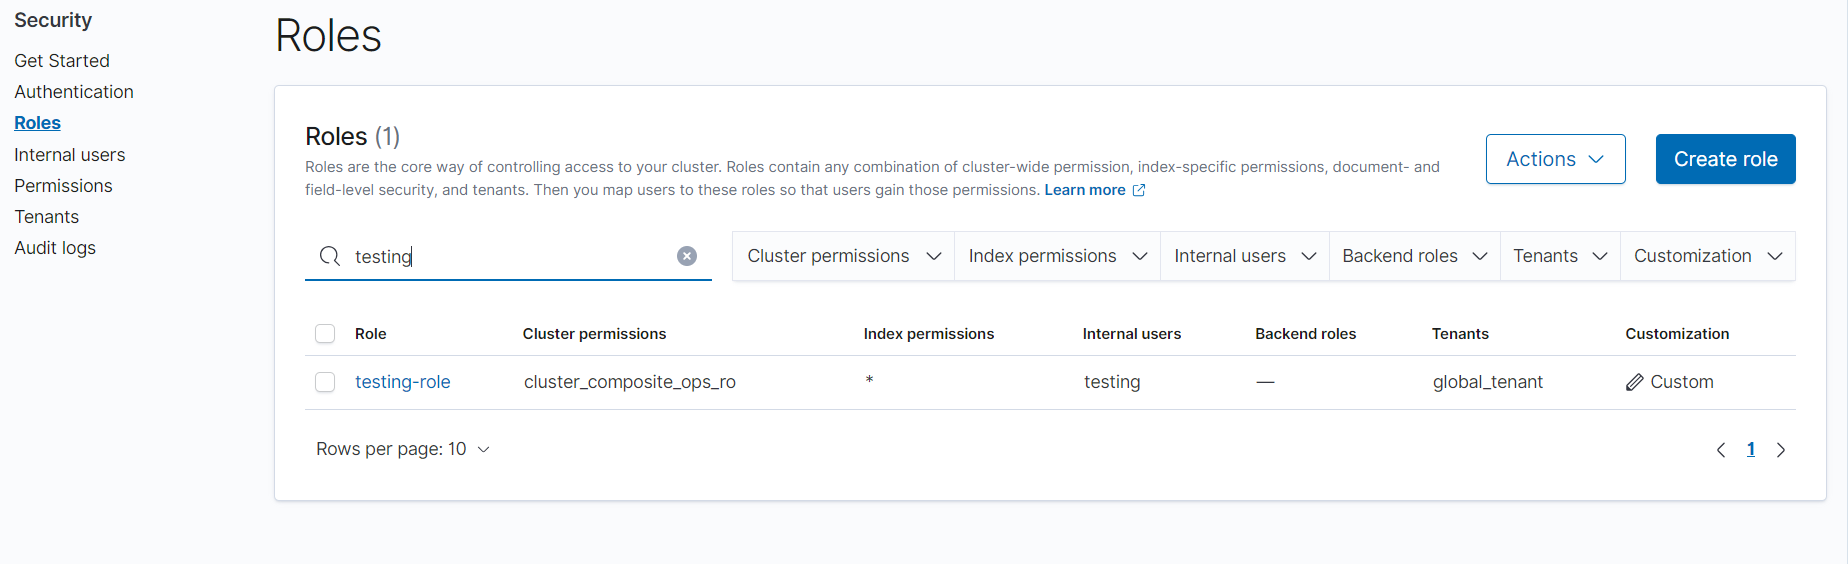 Security
Get Started
Authentication
Roles
Internal users
Permissions
Tenants
Audit logs
Roles
Roles (1)
Roles are the core way of controlling access to your cluster. Roles contain any combination of cluster-wide permission, index-specific permissions, document- and
field-level security, and tenants. Then you map users to these roles so that users gain those permissions. Learn more
Actions
Create role
testing
Cluster permissions Index permissions Internal users Backend roles Tenants Customization
Role Cluster permissions Index permissions Internal users Backend roles Tenants Customization
testing-role cluster_composite_ops_ro * testing — global_tenant Custom
Rows per page: 10
1